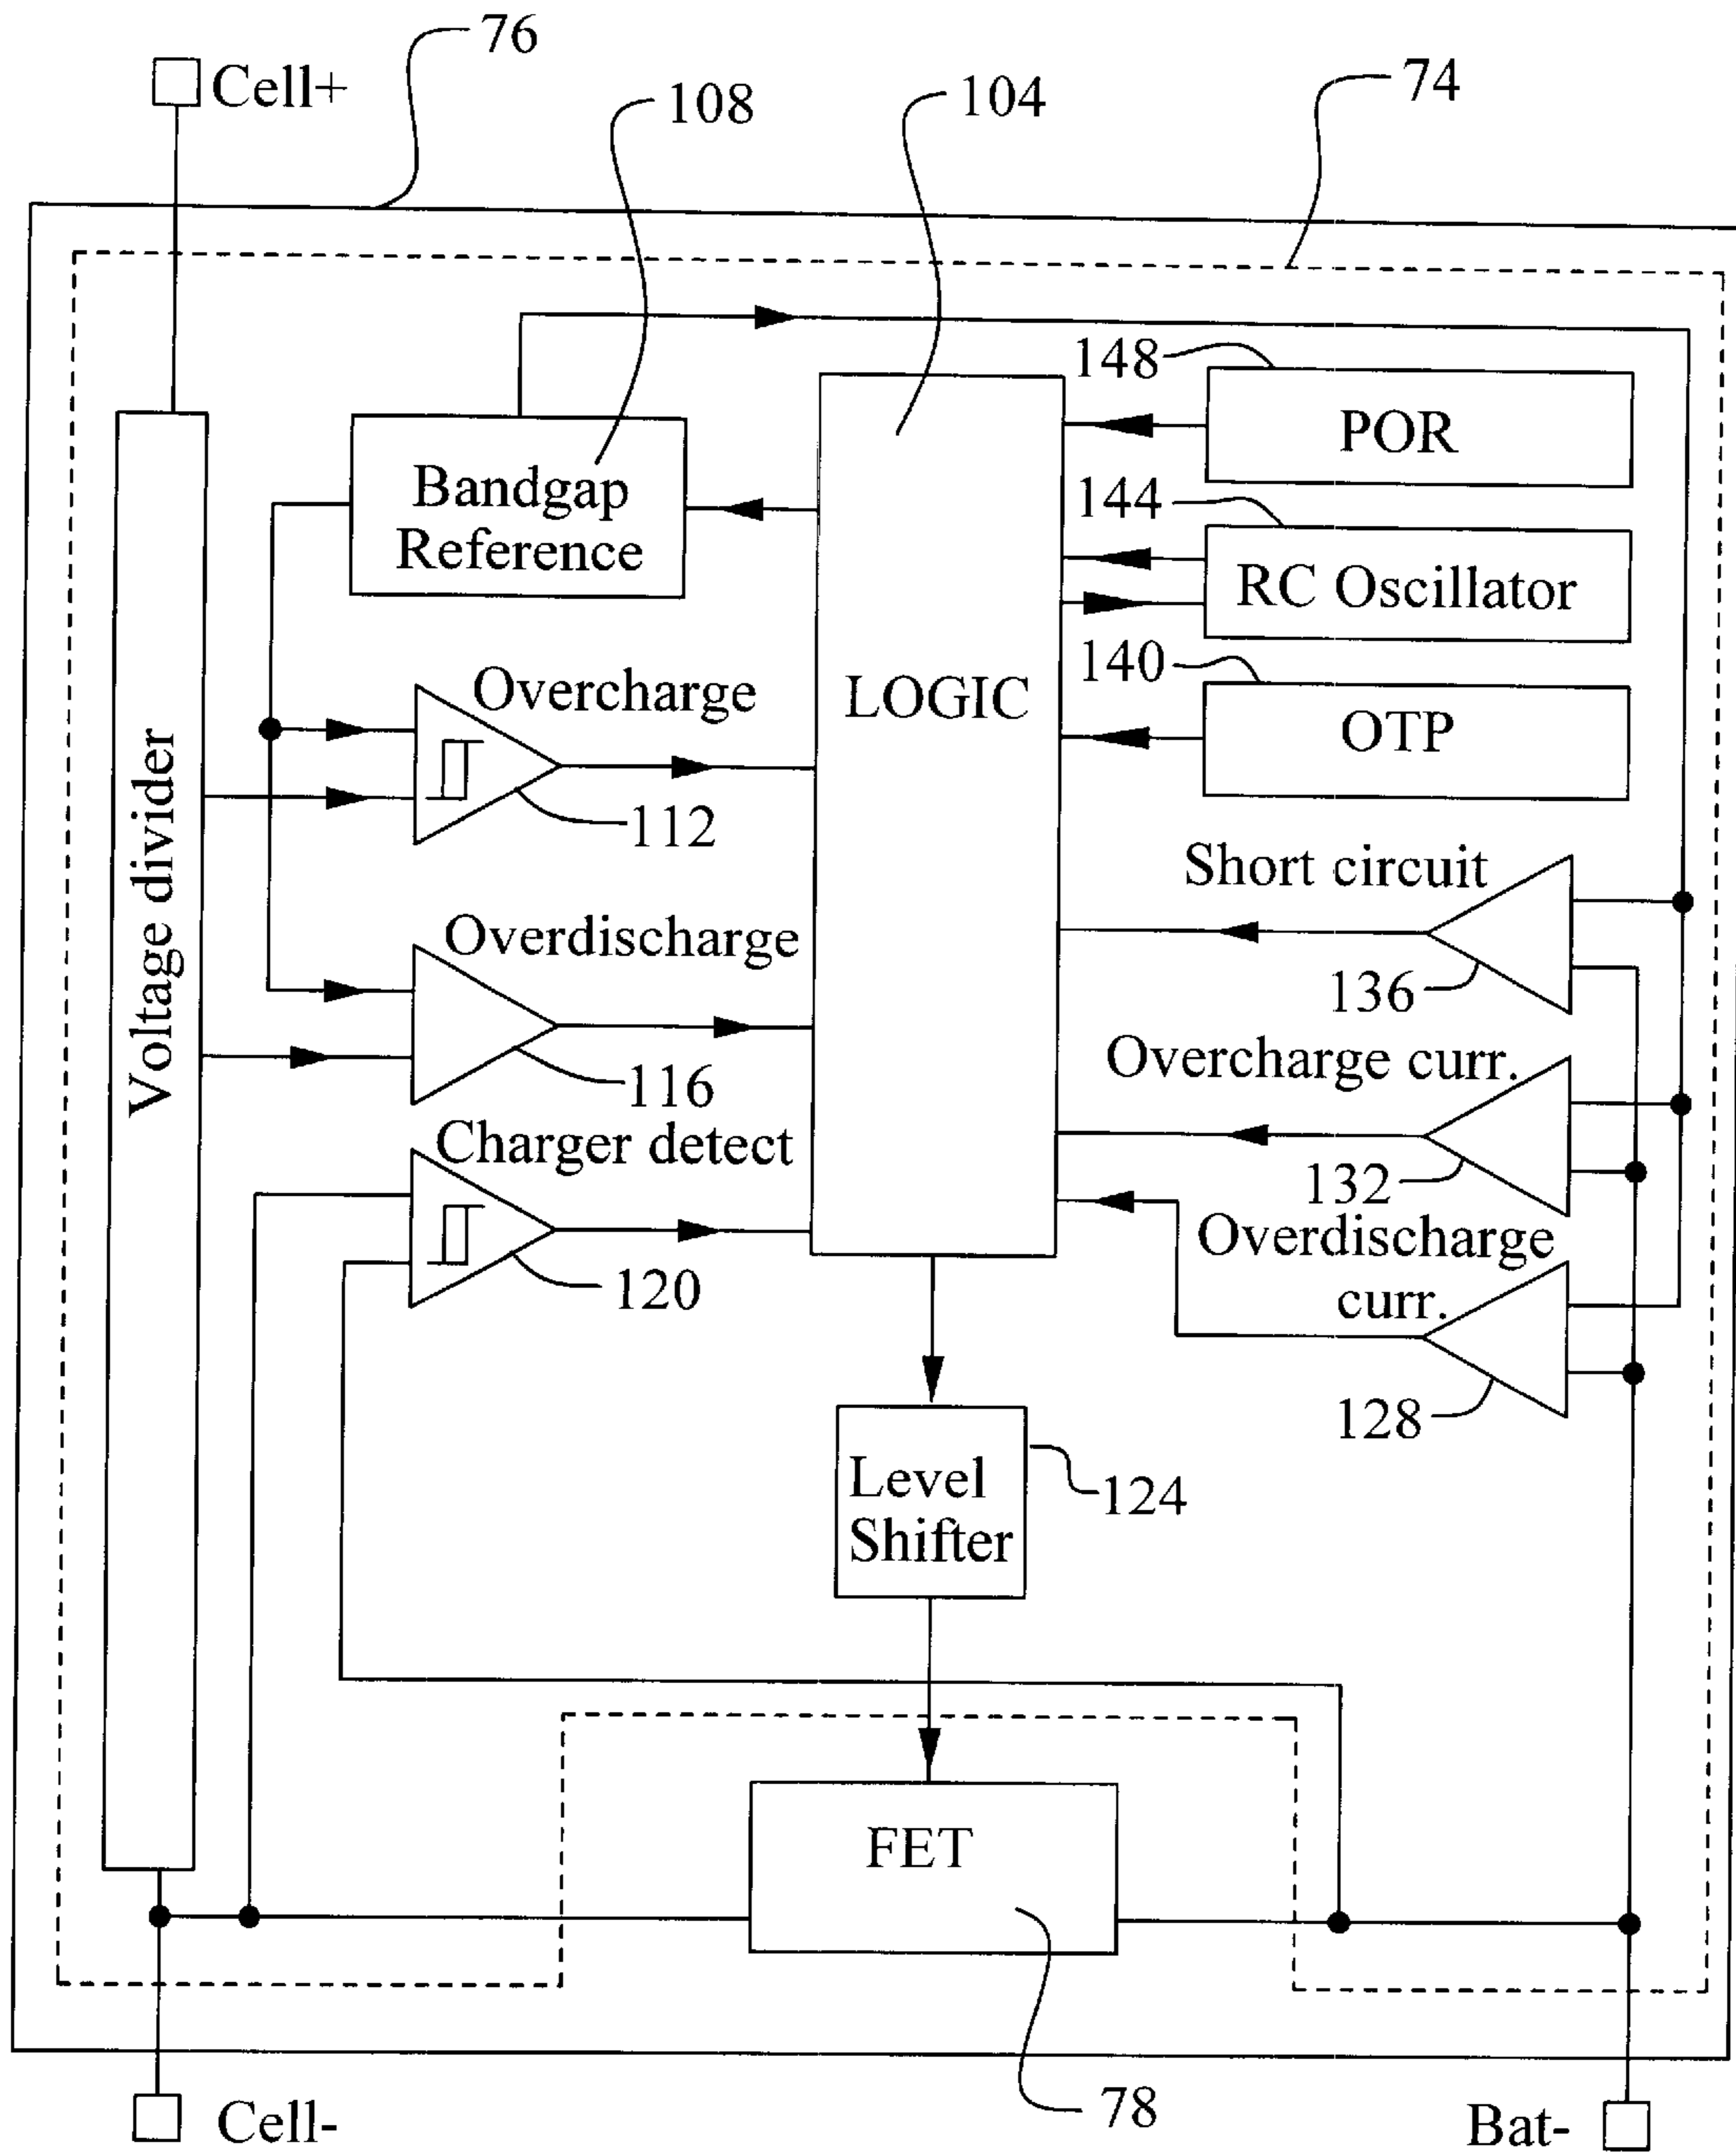 76
Cell+
108
104
74
148
POR
Bandgap
Reference
144
RC Oscillator
140
OTP
Overcharge
LOGIC
112
Voltage divider
Short circuit
Overdischarge
136
116
Overcharge curr.
Charger detect
132
Overdischarge
curr.
120
128
Level
Shifter
124
FET
78
Cell-
Bat-